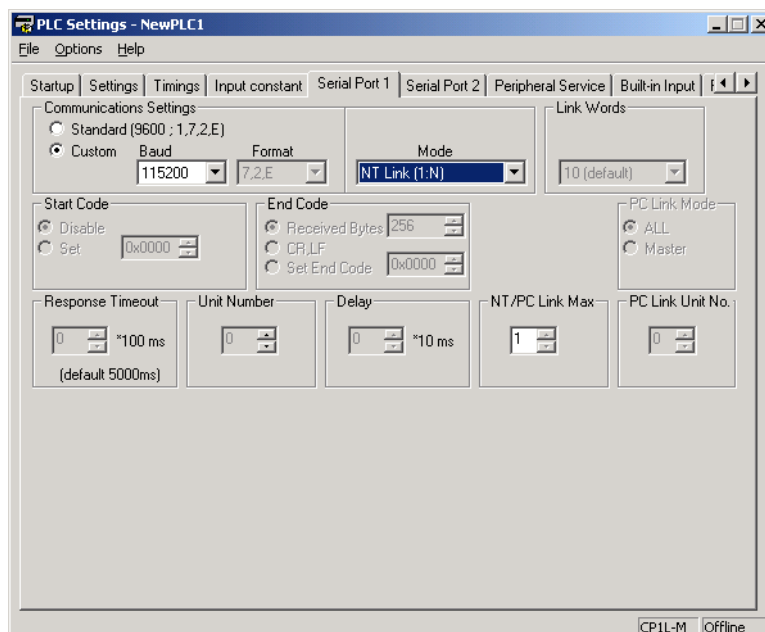 PLC Settings - NewPLC1
File Options Help
Startup Settings Timings Input constant Serial Port 1 Serial Port 2 Peripheral Service Built-in Input
Communications Settings Link Words
Standard (9600 ; 1,7,2,E)
Custom Baud Format Mode
115200 7,2,E NT Link (1:N) 10 (default)
Start Code End Code PC Link Mode
Disable Received Bytes 256 ALL
Set 0x0000 CR,LF Master
Set End Code 0x0000
Response Timeout Unit Number Delay NT/PC Link Max PC Link Unit No.
0 *100 ms 0 0 *10 ms 1 0
(default 5000ms)
CP1L-M Offline